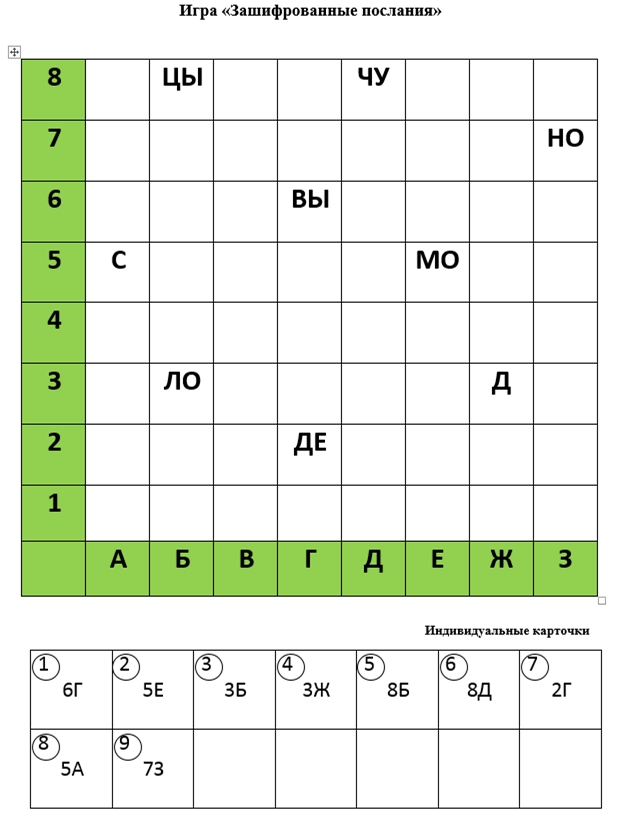 Игра «Зашифрованные послания»
8 ЦЫ ЧУ
7 НО
6 ВЫ
5 С МО
4
3 ЛО Д
2 ДЕ
1
А Б В Г Д Е Ж З
Индивидуальные карточки
1 2 3 4 5 6 7
6Г 5Е 3Б 3Ж 8Б 8Д 2Г
8 9
5А 7З